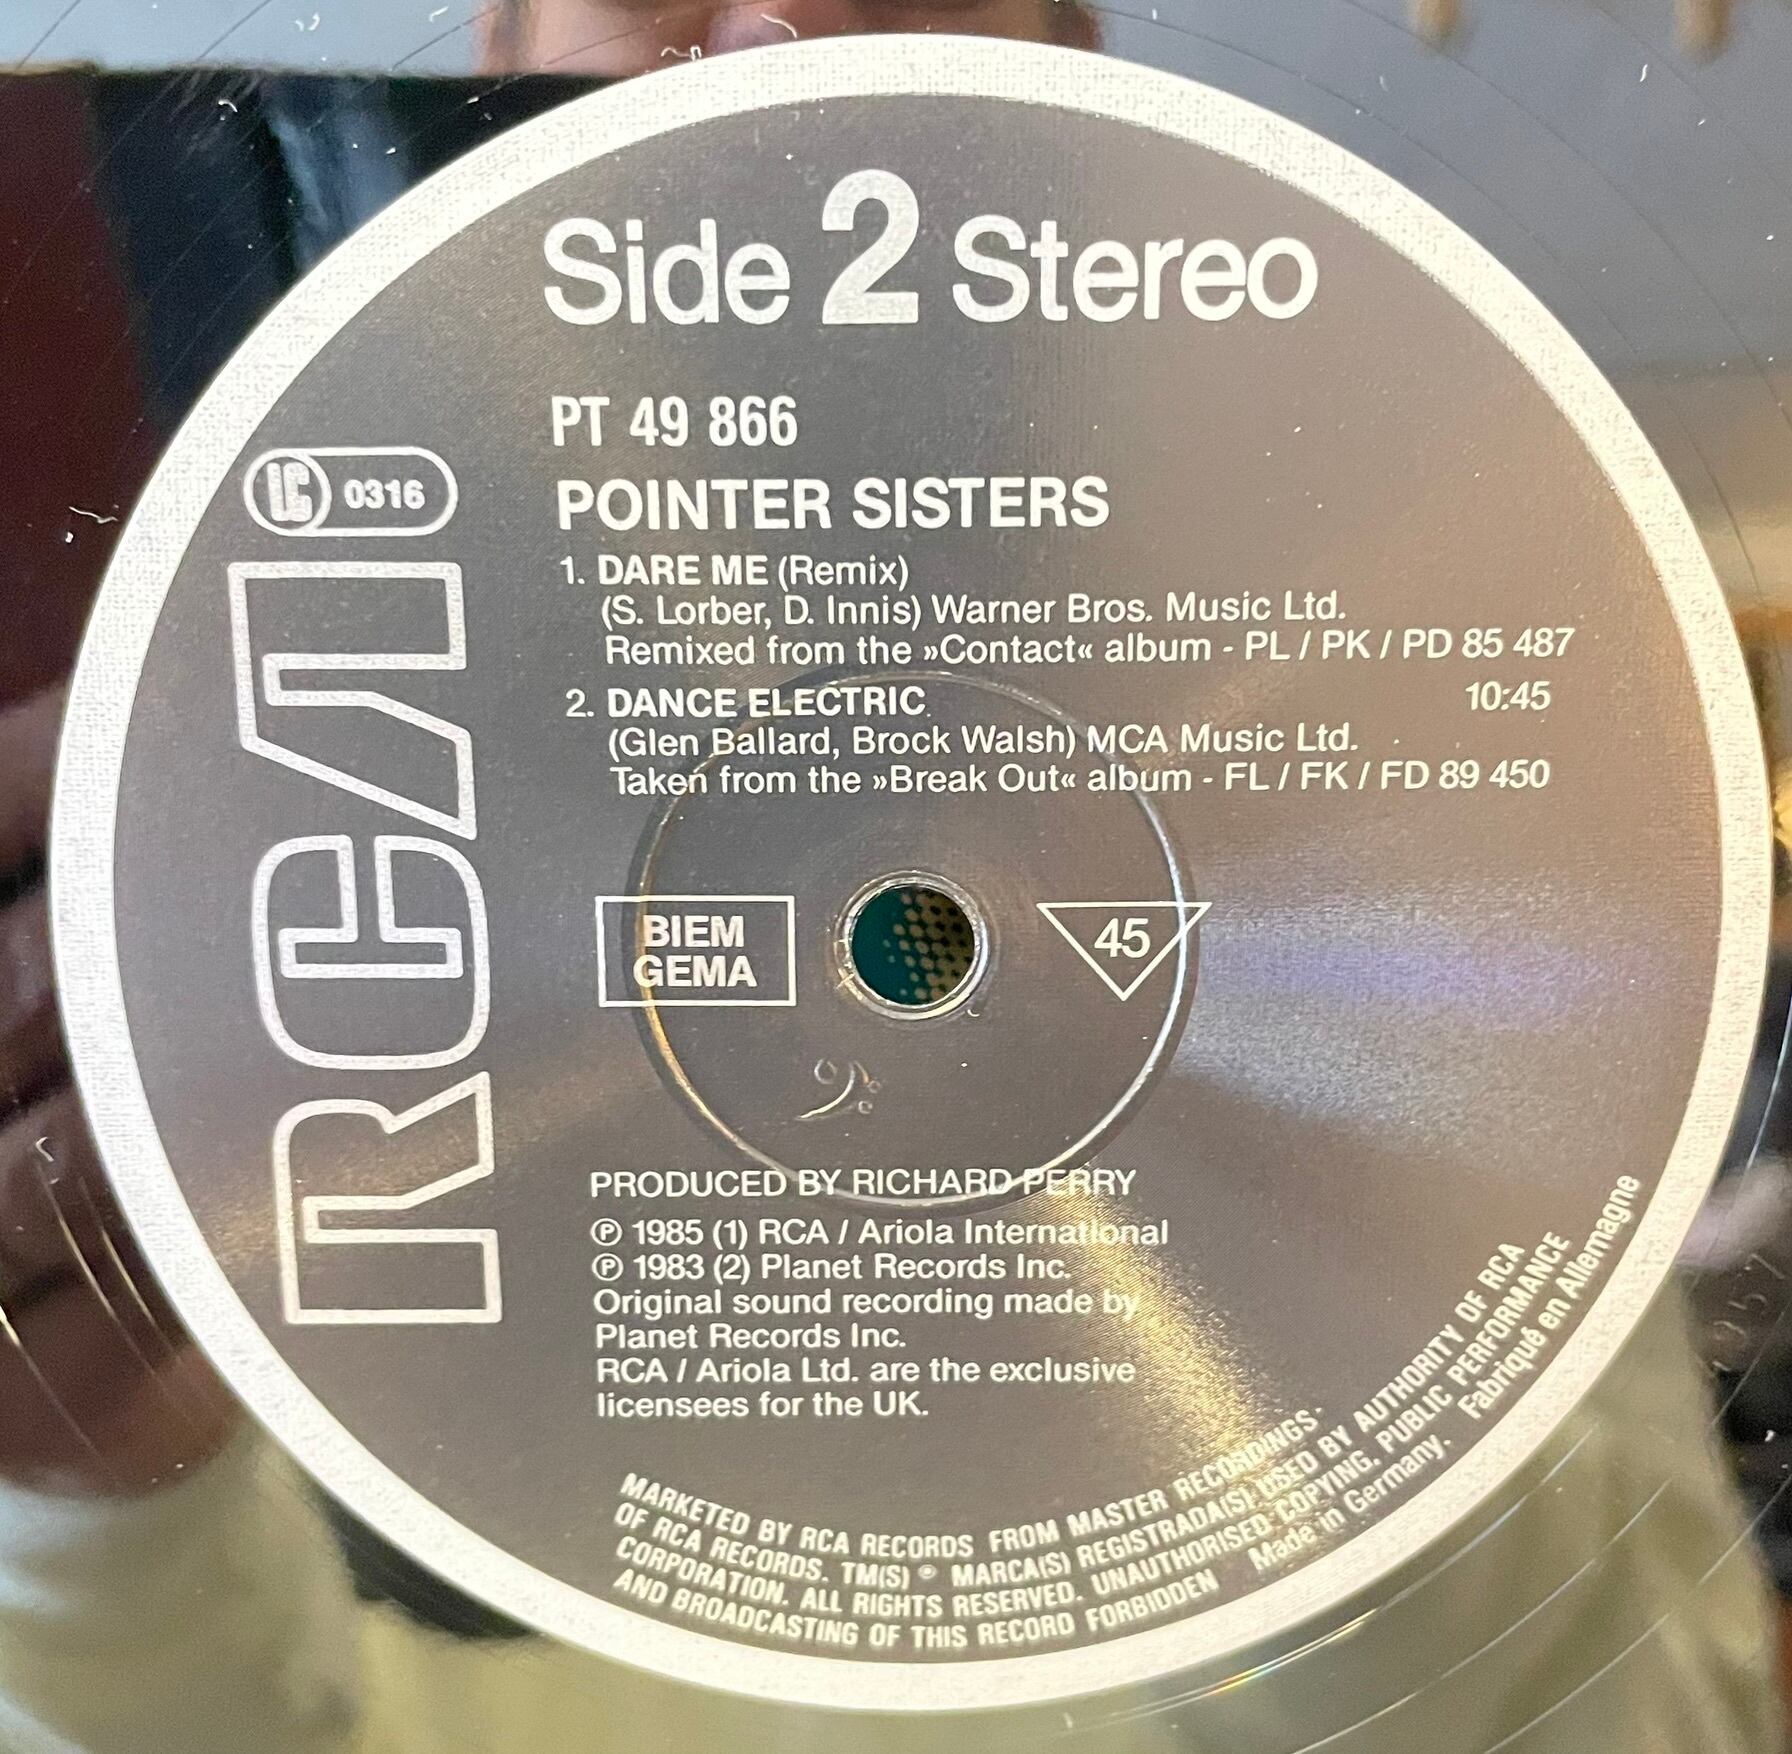 Side 2 Stereo
PT 49 866
LC 0316
RCA
POINTER SISTERS
1. DARE ME (Remix)
(S. Lorber, D. Innis) Warner Bros. Music Ltd.
Remixed from the »Contact« album - PL / PK / PD 85 487
2. DANCE ELECTRIC 10:45
(Glen Ballard, Brock Walsh) MCA Music Ltd.
Taken from the »Break Out« album - FL / FK / FD 89 450
BIEM
GEMA
45
PRODUCED BY RICHARD PERRY
Ⓟ 1985 (1) RCA / Ariola International
Ⓟ 1983 (2) Planet Records Inc.
Original sound recording made by
Planet Records Inc.
RCA / Ariola Ltd. are the exclusive
licensees for the UK.
MARKETED BY RCA RECORDS FROM MASTER RECORDINGS
OF RCA RECORDS. TM(S) ® MARCA(S) REGISTRADA(S) USED BY AUTHORITY OF RCA
CORPORATION. ALL RIGHTS RESERVED. UNAUTHORISED COPYING, PUBLIC PERFORMANCE
AND BROADCASTING OF THIS RECORD FORBIDDEN Made in Germany. Fabriqué en Allemagne